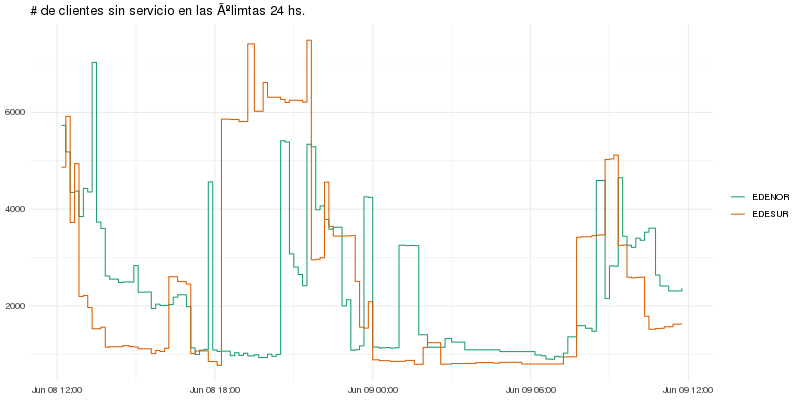 # de clientes sin servicio en las Ãºlimtas 24 hs.
6000
4000
2000
Jun 08 12:00
Jun 08 18:00
Jun 09 00:00
Jun 09 06:00
Jun 09 12:00
EDENOR
EDESUR